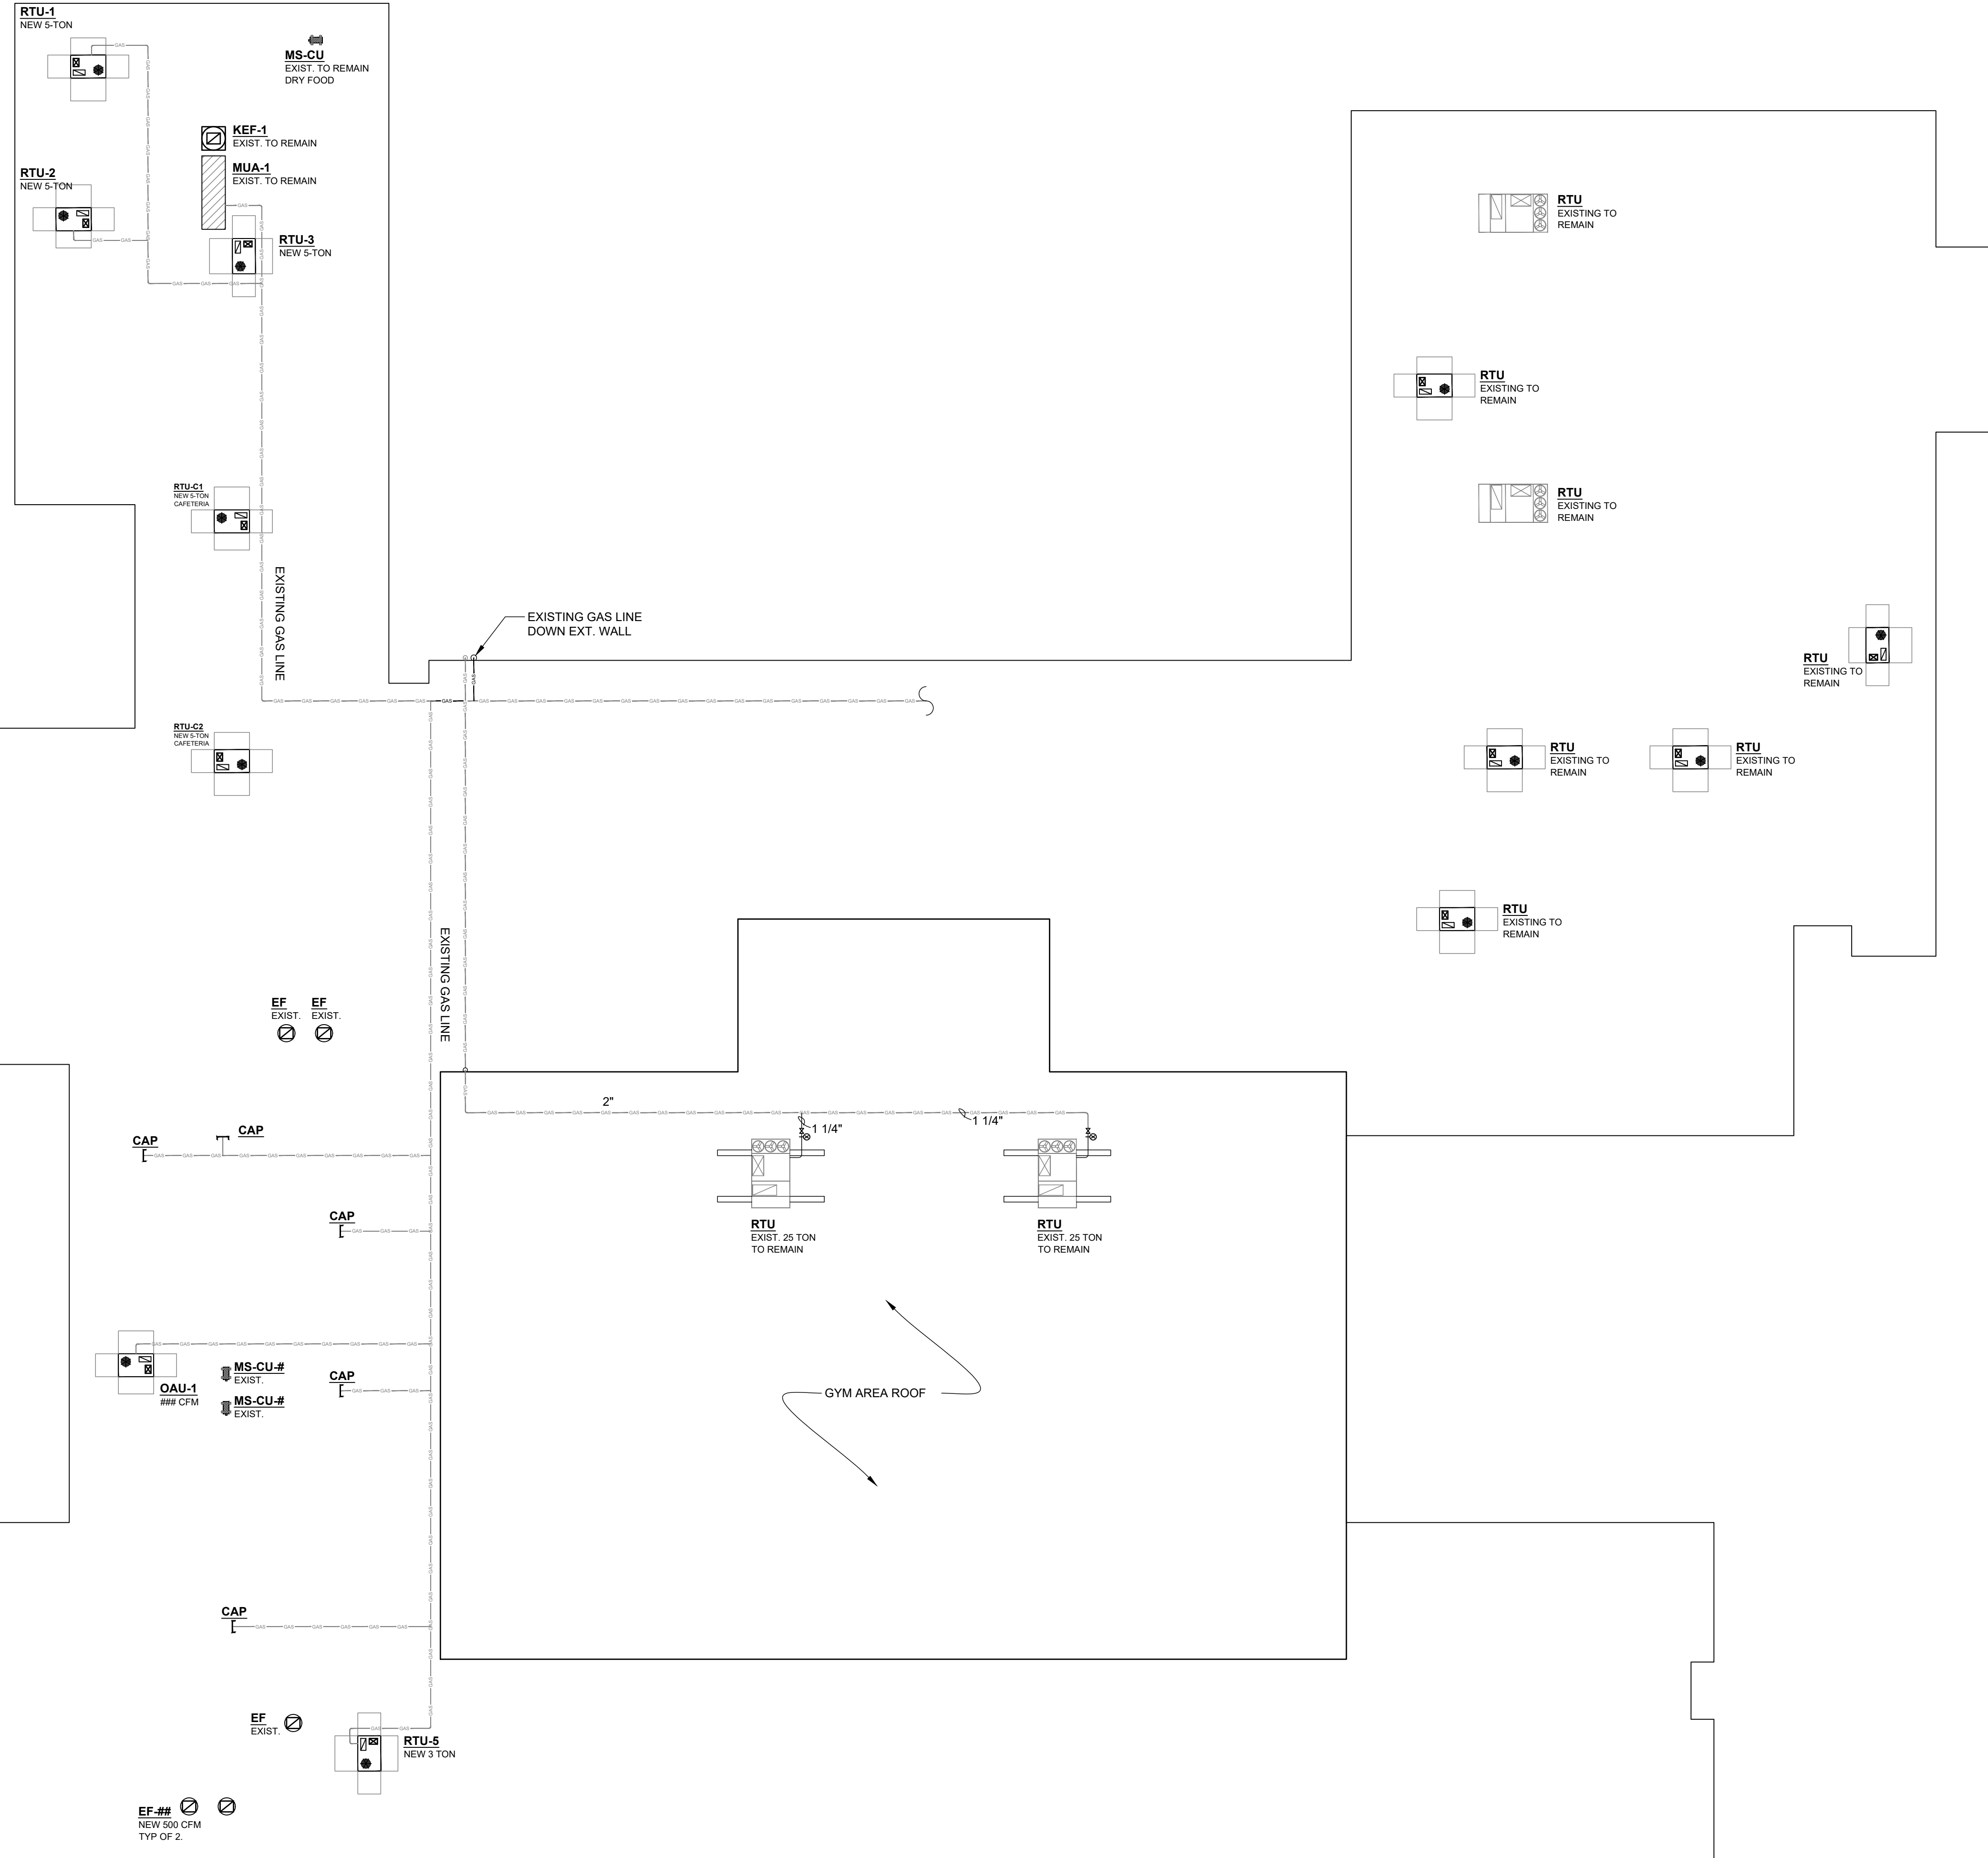 RTU-1
NEW 5-TON
MS-CU
EXIST. TO REMAIN
DRY FOOD
KEF-1
EXIST. TO REMAIN
MUA-1
EXIST. TO REMAIN
RTU-2
NEW 5-TON
RTU-3
NEW 5-TON
RTU
EXISTING TO
REMAIN
RTU
EXISTING TO
REMAIN
RTU-C1
NEW 5-TON
CAFETERIA
RTU
EXISTING TO
REMAIN
EXISTING GAS LINE
EXISTING GAS LINE
DOWN EXT. WALL
RTU
EXISTING TO
REMAIN
GAS
RTU-C2
NEW 5-TON
CAFETERIA
RTU
EXISTING TO
REMAIN
RTU
EXISTING TO
REMAIN
RTU
EXISTING TO
REMAIN
EXISTING GAS LINE
EF
EXIST.
EF
EXIST.
2"
1 1/4"
1 1/4"
CAP
CAP
CAP
RTU
EXIST. 25 TON
TO REMAIN
RTU
EXIST. 25 TON
TO REMAIN
OAU-1
### CFM
MS-CU-#
EXIST.
MS-CU-#
EXIST.
CAP
GYM AREA ROOF
CAP
EF
EXIST.
RTU-5
NEW 3 TON
EF-##
NEW 500 CFM
TYP OF 2.